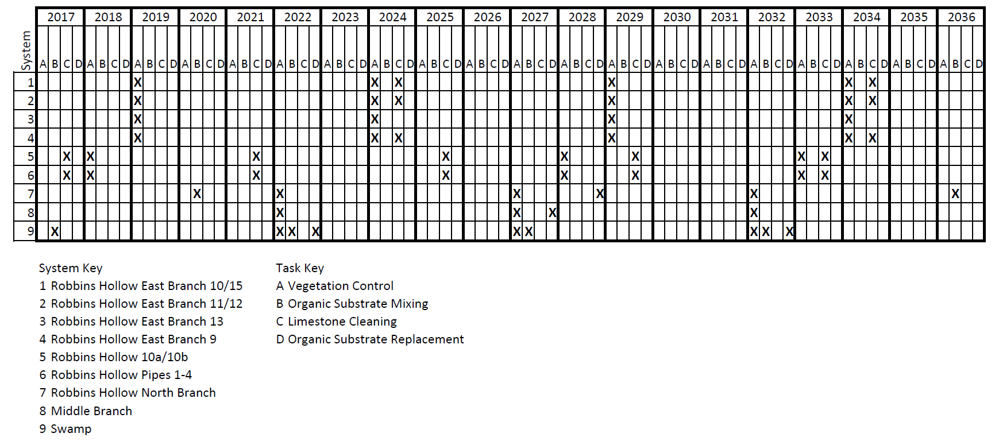 2017 2018 2019 2020 2021 2022 2023 2024 2025 2026 2027 2028 2029 2030 2031 2032 2033 2034 2035 2036
System A B C D A B C D A B C D A B C D A B C D A B C D A B C D A B C D A B C D A B C D A B C D A B C D A B C D A B C D A B C D A B C D A B C D A B C D A B C D A B C D
1 X X X X X X
2 X X X X X X
3 X X X X
4 X X X X X X
5 X X X X X X X X
6 X X X X X X X X
7 X X X X X X
8 X X X X
9 X X X X X X X X X
System Key
1 Robbins Hollow East Branch 10/15
2 Robbins Hollow East Branch 11/12
3 Robbins Hollow East Branch 13
4 Robbins Hollow East Branch 9
5 Robbins Hollow 10a/10b
6 Robbins Hollow Pipes 1-4
7 Robbins Hollow North Branch
8 Middle Branch
9 Swamp
Task Key
A Vegetation Control
B Organic Substrate Mixing
C Limestone Cleaning
D Organic Substrate Replacement